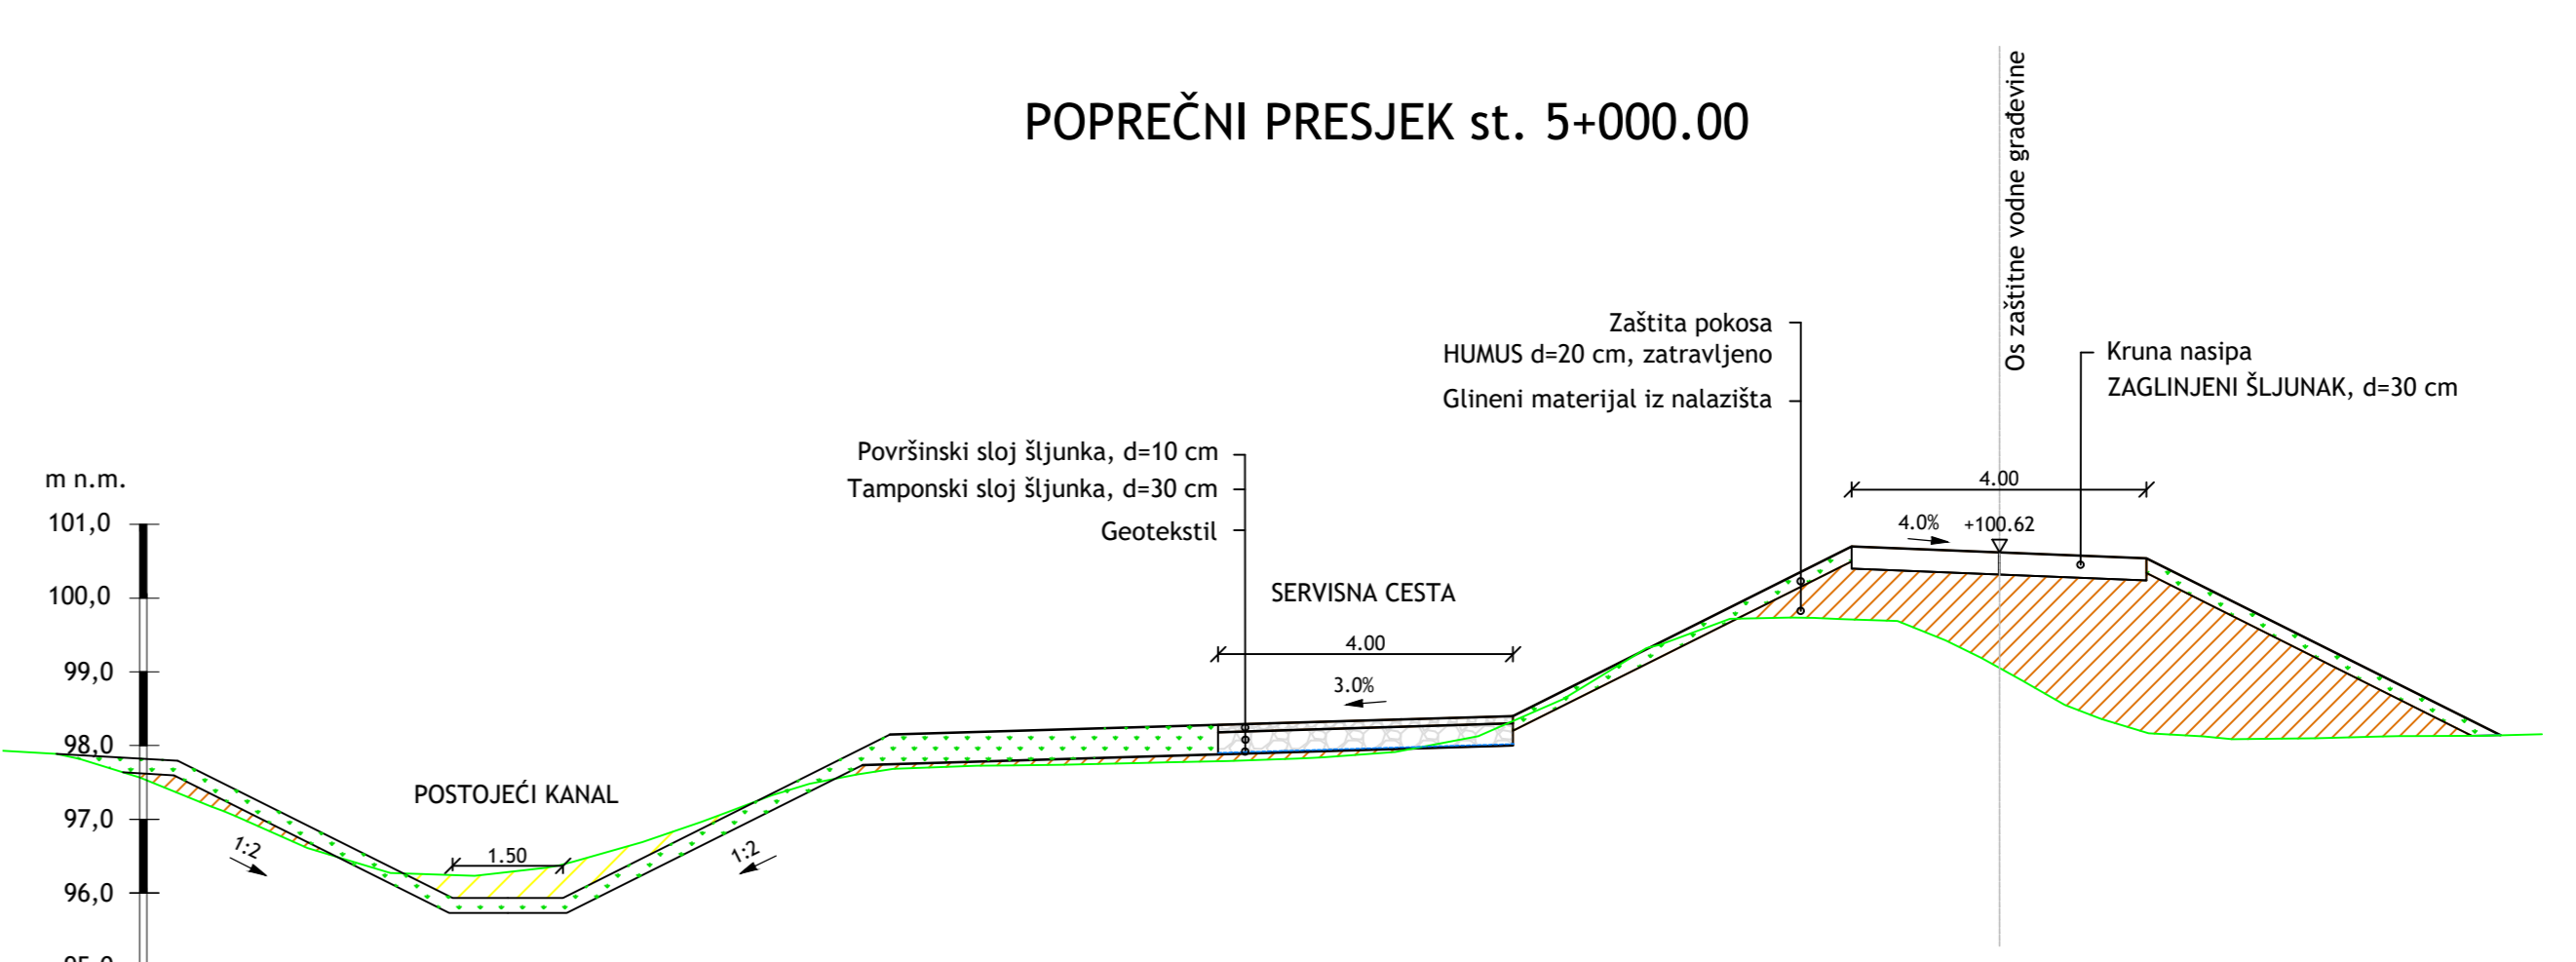 POPREČNI PRESJEK st. 5+000.00
Os zaštitne vodne građevine
Zaštita pokosa
HUMUS d=20 cm, zatravljeno
Glineni materijal iz nalazišta
Kruna nasipa
ZAGLINJENI ŠLJUNAK, d=30 cm
Površinski sloj šljunka, d=10 cm
Tamponski sloj šljunka, d=30 cm
Geotekstil
4.00
4.0%
+100.62
SERVISNA CESTA
4.00
3.0%
m n.m.
101,0
100,0
99,0
98,0
97,0
96,0
POSTOJEĆI KANAL
1:2
1.50
1:2